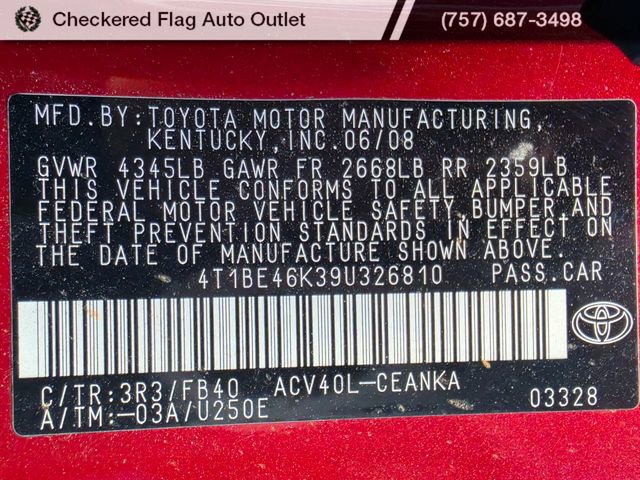 Checkered Flag Auto Outlet
(757) 687-3498
MFD.BY:TOYOTA MOTOR MANUFACTURING,
KENTUCKY,INC.06/08
GVWR 4345LB GAWR FR 2668LB RR 2359LB
THIS VEHICLE CONFORMS TO ALL APPLICABLE
FEDERAL MOTOR VEHICLE SAFETY,BUMPER,AND
THEFT PREVENTION STANDARDS IN EFFECT ON
THE DATE OF MANUFACTURE SHOWN ABOVE.
4T1BE46K39U326810 PASS.CAR
C/TR:3R3/FB40 ACV40L-CEANKA
A/TM:-03A/U250E 03328